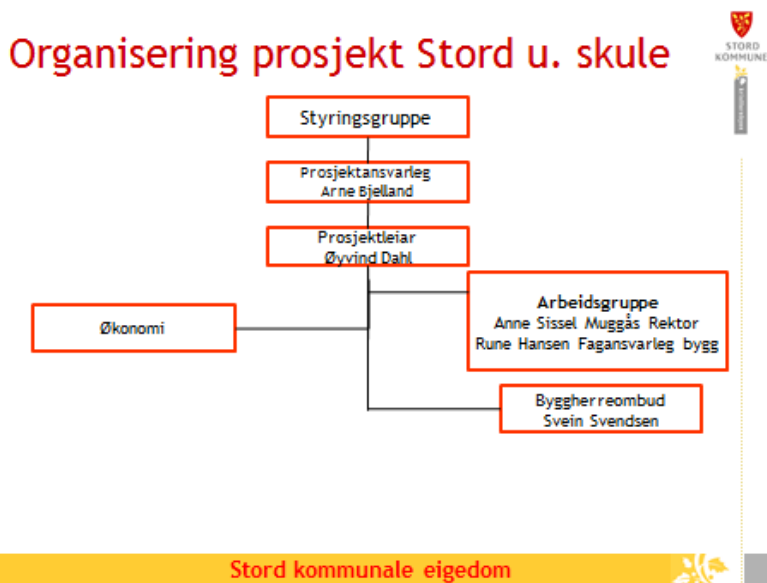 Organisering prosjekt Stord u. skule
STORD
KOMMUNE
Styringsgruppe
Prosjektansvarleg
Arne Bjelland
Prosjektleiar
Øyvind Dahl
Økonomi
Arbeidsgruppe
Anne Sissel Muggås Rektor
Rune Hansen Fagansvarleg bygg
Byggherreombud
Svein Svendsen
Stord kommunale eigedom